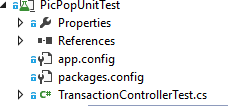 PicPopUnitTest
Properties
References
app.config
packages.config
TransactionControllerTest.cs